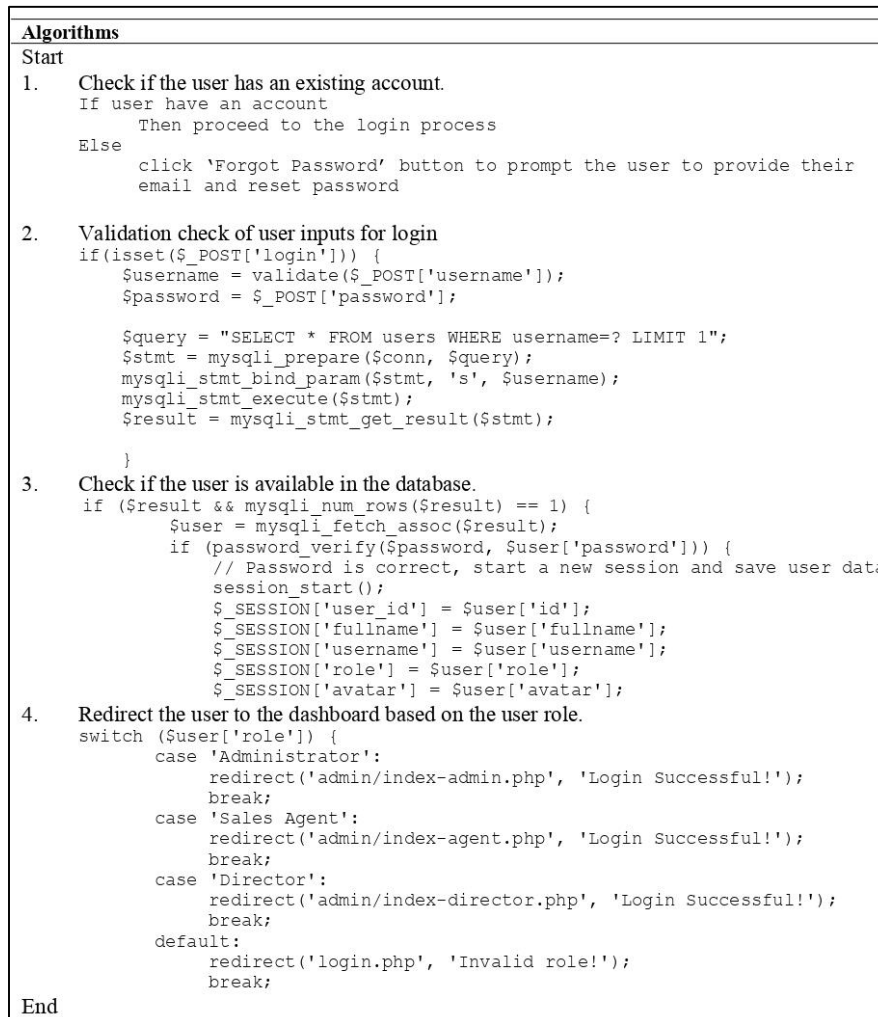 Algorithms
Start
1. Check if the user has an existing account.
If user have an account
Then proceed to the login process
Else
click ‘Forgot Password’ button to prompt the user to provide their
email and reset password
2. Validation check of user inputs for login
if(isset($_POST['login'])) {
$username = validate($_POST['username']);
$password = $_POST['password'];
$query = "SELECT * FROM users WHERE username=? LIMIT 1";
$stmt = mysqli_prepare($conn, $query);
mysqli_stmt_bind_param($stmt, 's', $username);
mysqli_stmt_execute($stmt);
$result = mysqli_stmt_get_result($stmt);
}
3. Check if the user is available in the database.
if ($result && mysqli_num_rows($result) == 1) {
$user = mysqli_fetch_assoc($result);
if (password_verify($password, $user['password'])) {
// Password is correct, start a new session and save user data
session_start();
$_SESSION['user_id'] = $user['id'];
$_SESSION['fullname'] = $user['fullname'];
$_SESSION['username'] = $user['username'];
$_SESSION['role'] = $user['role'];
$_SESSION['avatar'] = $user['avatar'];
4. Redirect the user to the dashboard based on the user role.
switch ($user['role']) {
case 'Administrator':
redirect('admin/index-admin.php', 'Login Successful!');
break;
case 'Sales Agent':
redirect('admin/index-agent.php', 'Login Successful!');
break;
case 'Director':
redirect('admin/index-director.php', 'Login Successful!');
break;
default:
redirect('login.php', 'Invalid role!');
break;
End